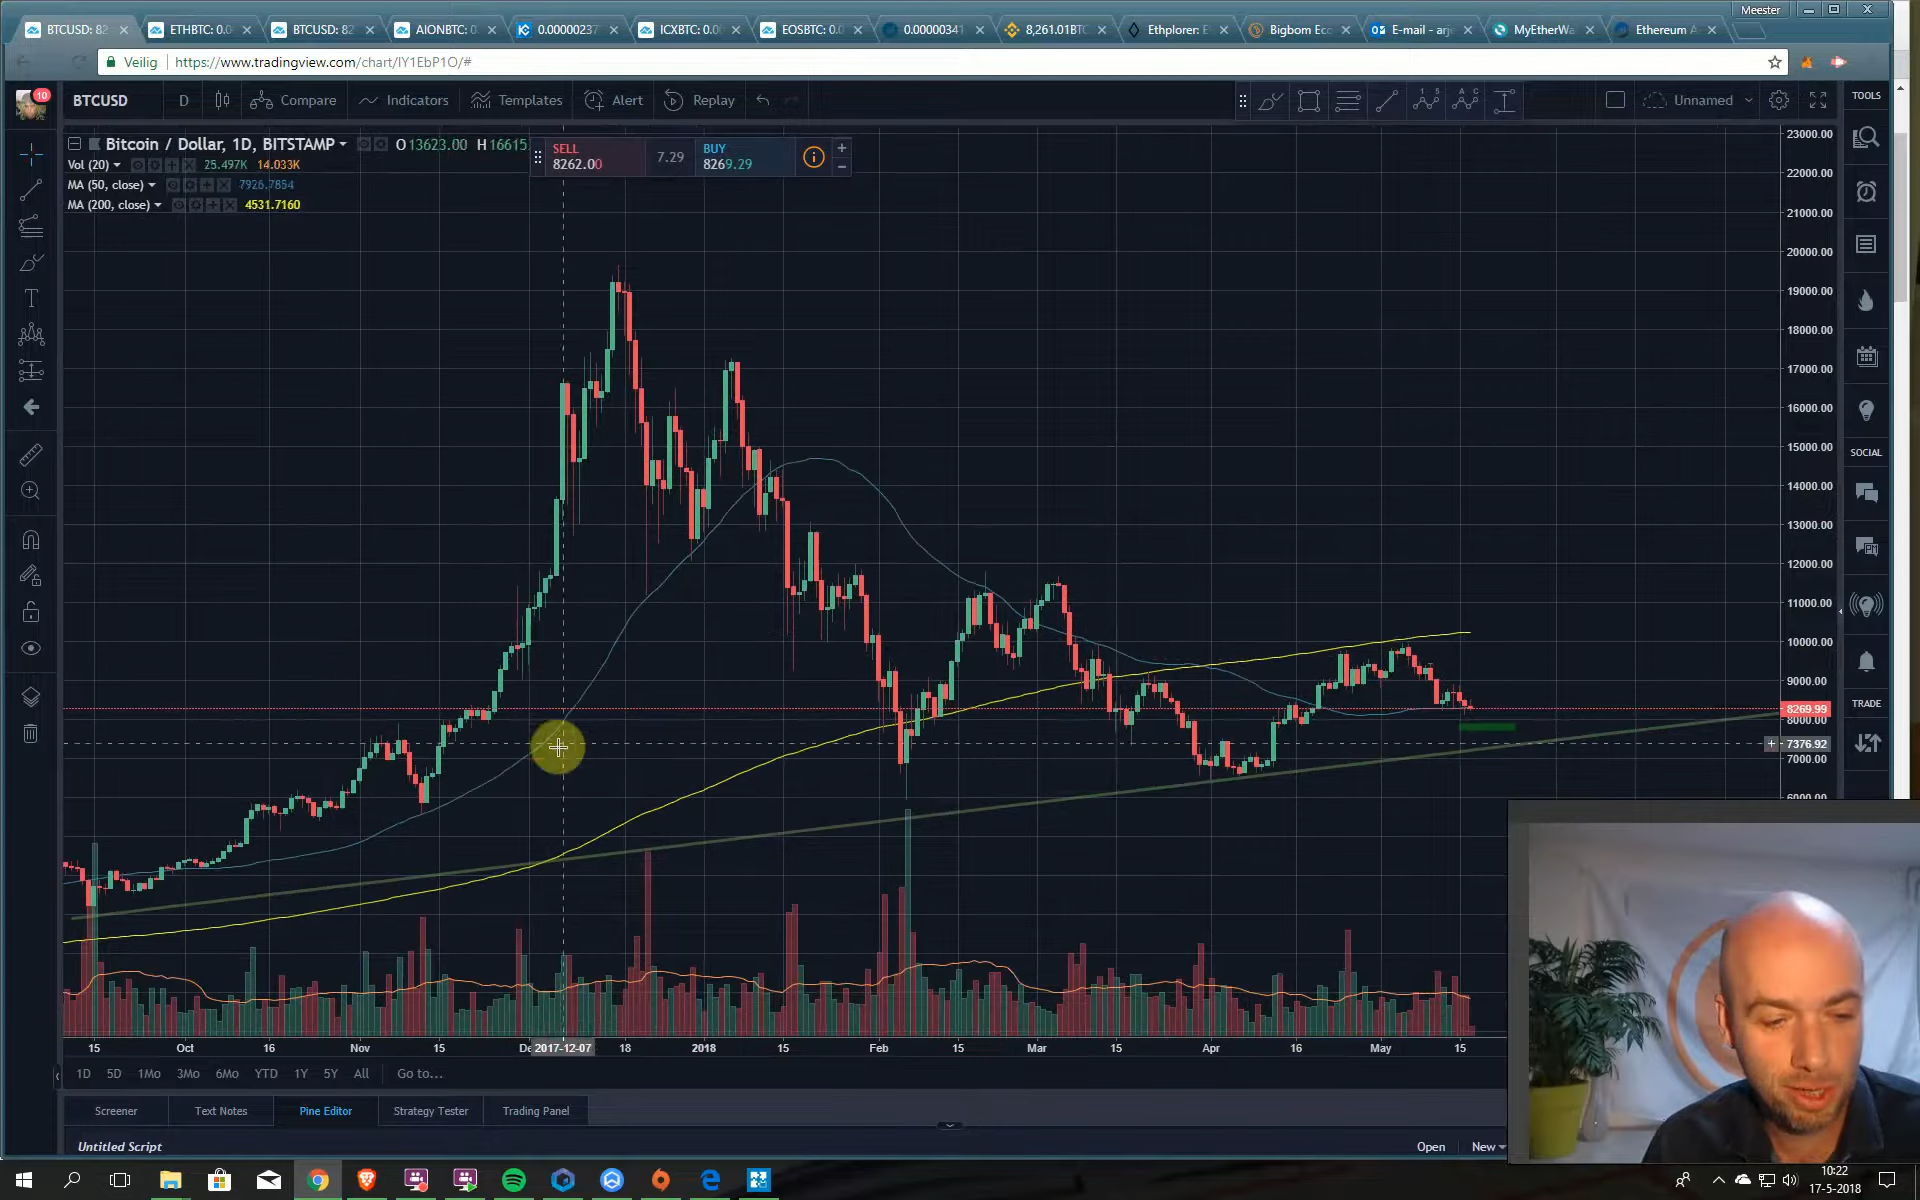 Meester
BTCUSD: 82
ETHBTC: 0.0
BTCUSD: 82
AIONBTC: 0
0.00000237
ICXBTC: 0.0
EOSBTC: 0.0
0.00000341
8,261.01BTC
Ethplorer: E
Bigbom Eco
E-mail - arje
MyEtherWa
Ethereum A
Veilig https://www.tradingview.com/chart/IY1EbP1O/#
10
BTCUSD D Compare Indicators Templates Alert Replay Unnamed
TOOLS
Bitcoin / Dollar, 1D, BITSTAMP O13623.00 H16615
SELL
8262.00
7.29
BUY
8269.29
Vol (20) 25.497K 14.033K
MA (50, close) 7926.7854
MA (200, close) 4531.7160
23000.00
22000.00
21000.00
20000.00
19000.00
18000.00
17000.00
16000.00
15000.00
14000.00
13000.00
12000.00
11000.00
10000.00
9000.00
8269.99
8000.00
7376.92
7000.00
6000.00
SOCIAL
TRADE
15 Oct 16 Nov 15 De 2017-12-07 18 2018 15 Feb 15 Mar 15 Apr 16 May 15
1D 5D 1Mo 3Mo 6Mo YTD 1Y 5Y All Go to...
Screener Text Notes Pine Editor Strategy Tester Trading Panel
Untitled Script Open New
10:22
17-5-2018